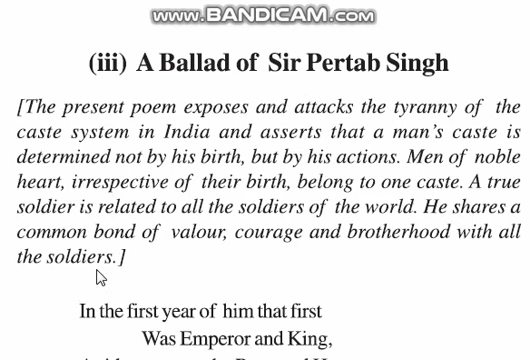 www.BANDICAM.com
(iii) A Ballad of Sir Pertab Singh
[The present poem exposes and attacks the tyranny of the
caste system in India and asserts that a man's caste is
determined not by his birth, but by his actions. Men of noble
heart, irrespective of their birth, belong to one caste. A true
soldier is related to all the soldiers of the world. He shares a
common bond of valour, courage and brotherhood with all
the soldiers.]
In the first year of him that first
Was Emperor and King,